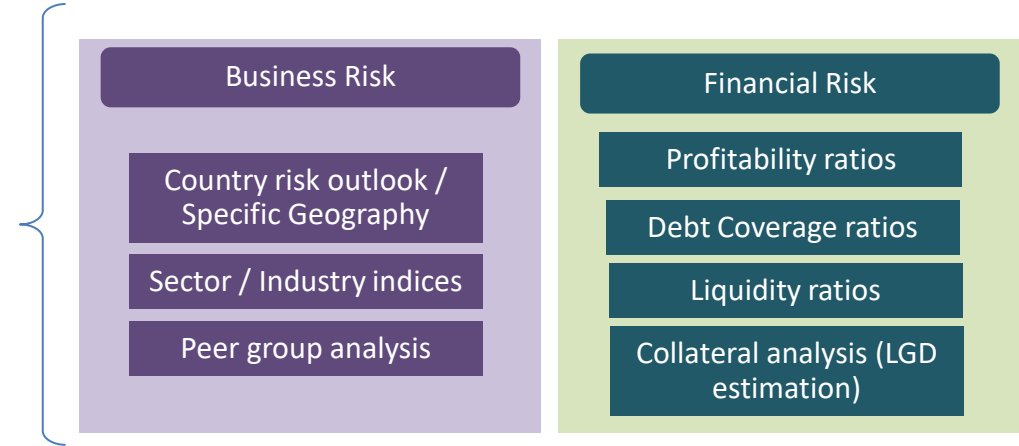 Business Risk
Country risk outlook /
Specific Geography
Sector / Industry indices
Peer group analysis
Financial Risk
Profitability ratios
Debt Coverage ratios
Liquidity ratios
Collateral analysis (LGD
estimation)